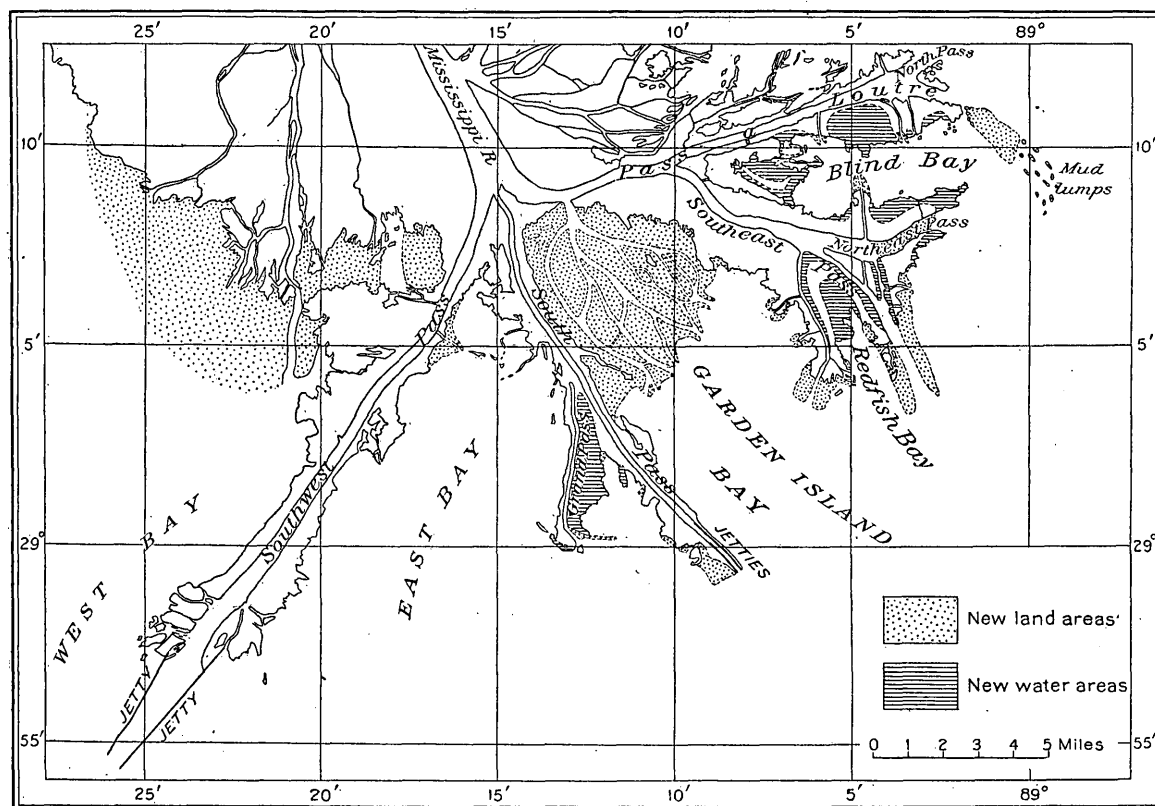 25′ 20′ 15′ 10′ 5′ 89°
Mississippi R.
North Pass
Pass a Loutre
10′ 10′
Blind Bay
Mud
lumps
Southeast Pass
Northeast Pass
South Pass
Southwest Pass
5′ 5′
Redfish Bay
GARDEN ISLAND
BAY
EAST BAY
WEST BAY
29° 29°
JETTIES
New land areas
New water areas
JETTY
JETTY
55′ 55′
0 1 2 3 4 5 Miles
25′ 20′ 15′ 10′ 5′ 89°